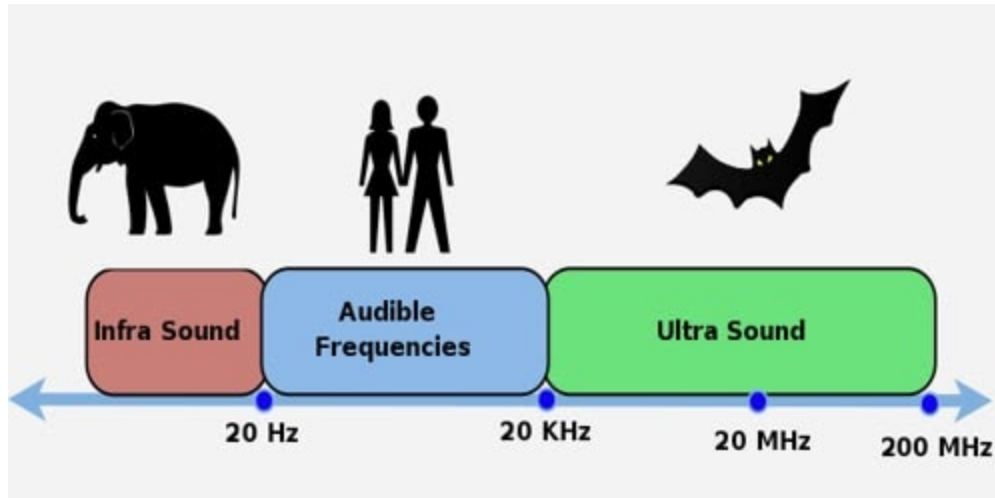 Infra Sound
Audible
Frequencies
Ultra Sound
20 Hz
20 KHz
20 MHz
200 MHz